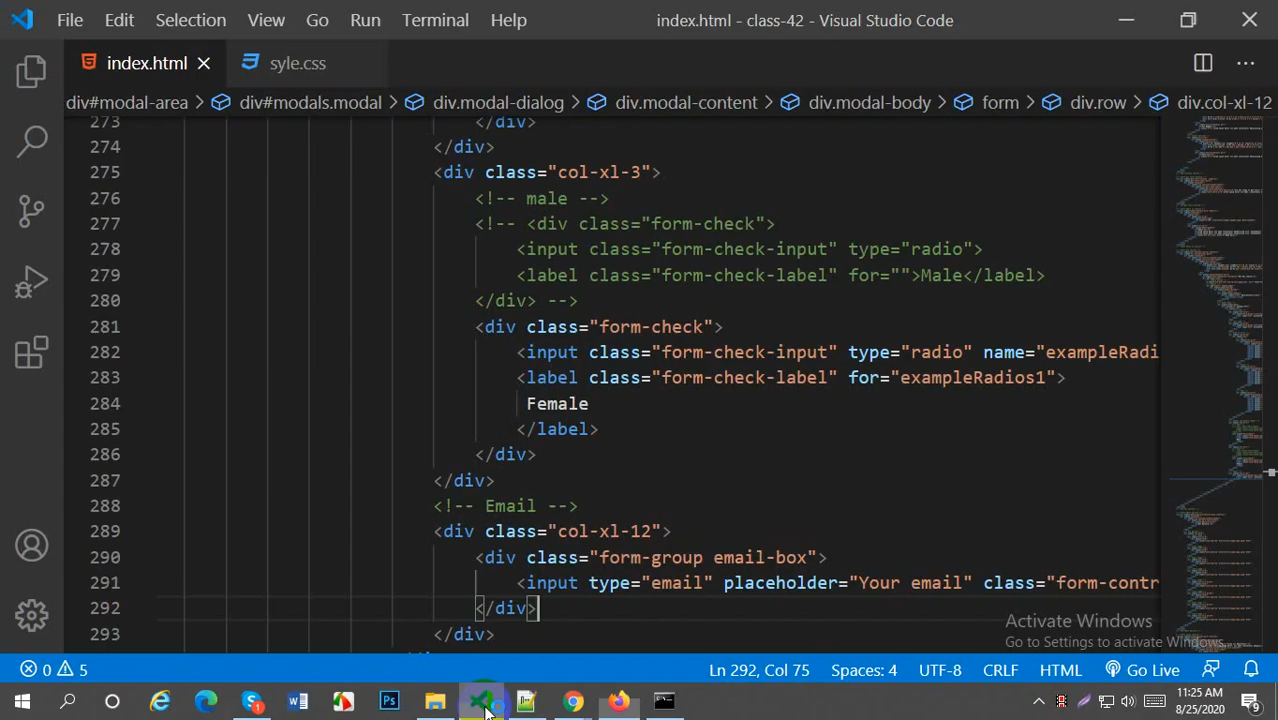 File Edit Selection View Go Run Terminal Help index.html - class-42 - Visual Studio Code
index.html syle.css
div#modal-area > div#modals.modal > div.modal-dialog > div.modal-content > div.modal-body > form > div.row > div.col-xl-12
273 </div>
274 </div>
275 <div class="col-xl-3">
276 <!-- male -->
277 <!-- <div class="form-check">
278 <input class="form-check-input" type="radio">
279 <label class="form-check-label" for="">Male</label>
280 </div> -->
281 <div class="form-check">
282 <input class="form-check-input" type="radio" name="exampleRadi
283 <label class="form-check-label" for="exampleRadios1">
284 Female
285 </label>
286 </div>
287 </div>
288 <!-- Email -->
289 <div class="col-xl-12">
290 <div class="form-group email-box">
291 <input type="email" placeholder="Your email" class="form-contr
292 </div>
293 </div>
Activate Windows
Go to Settings to activate Windows.
0 5 Ln 292, Col 75 Spaces: 4 UTF-8 CRLF HTML Go Live
11:25 AM
8/25/2020